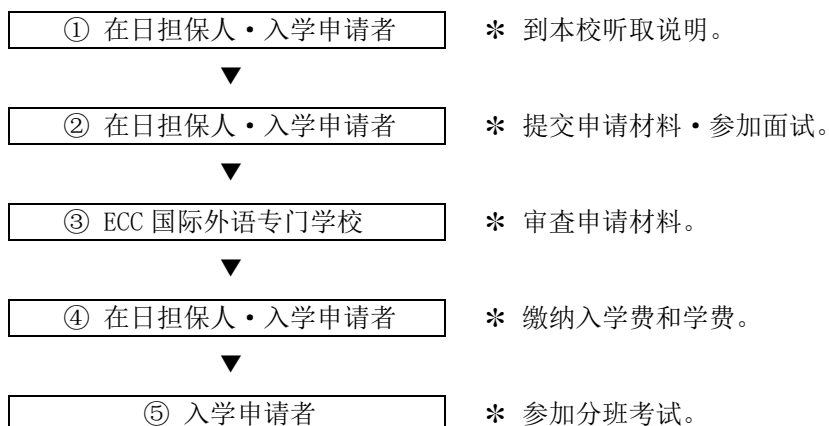 ① 在日担保人・入学申请者 ＊ 到本校听取说明。
▼
② 在日担保人・入学申请者 ＊ 提交申请材料・参加面试。
▼
③ ECC 国际外语专门学校 ＊ 审查申请材料。
▼
④ 在日担保人・入学申请者 ＊ 缴纳入学费和学费。
▼
⑤ 入学申请者 ＊ 参加分班考试。